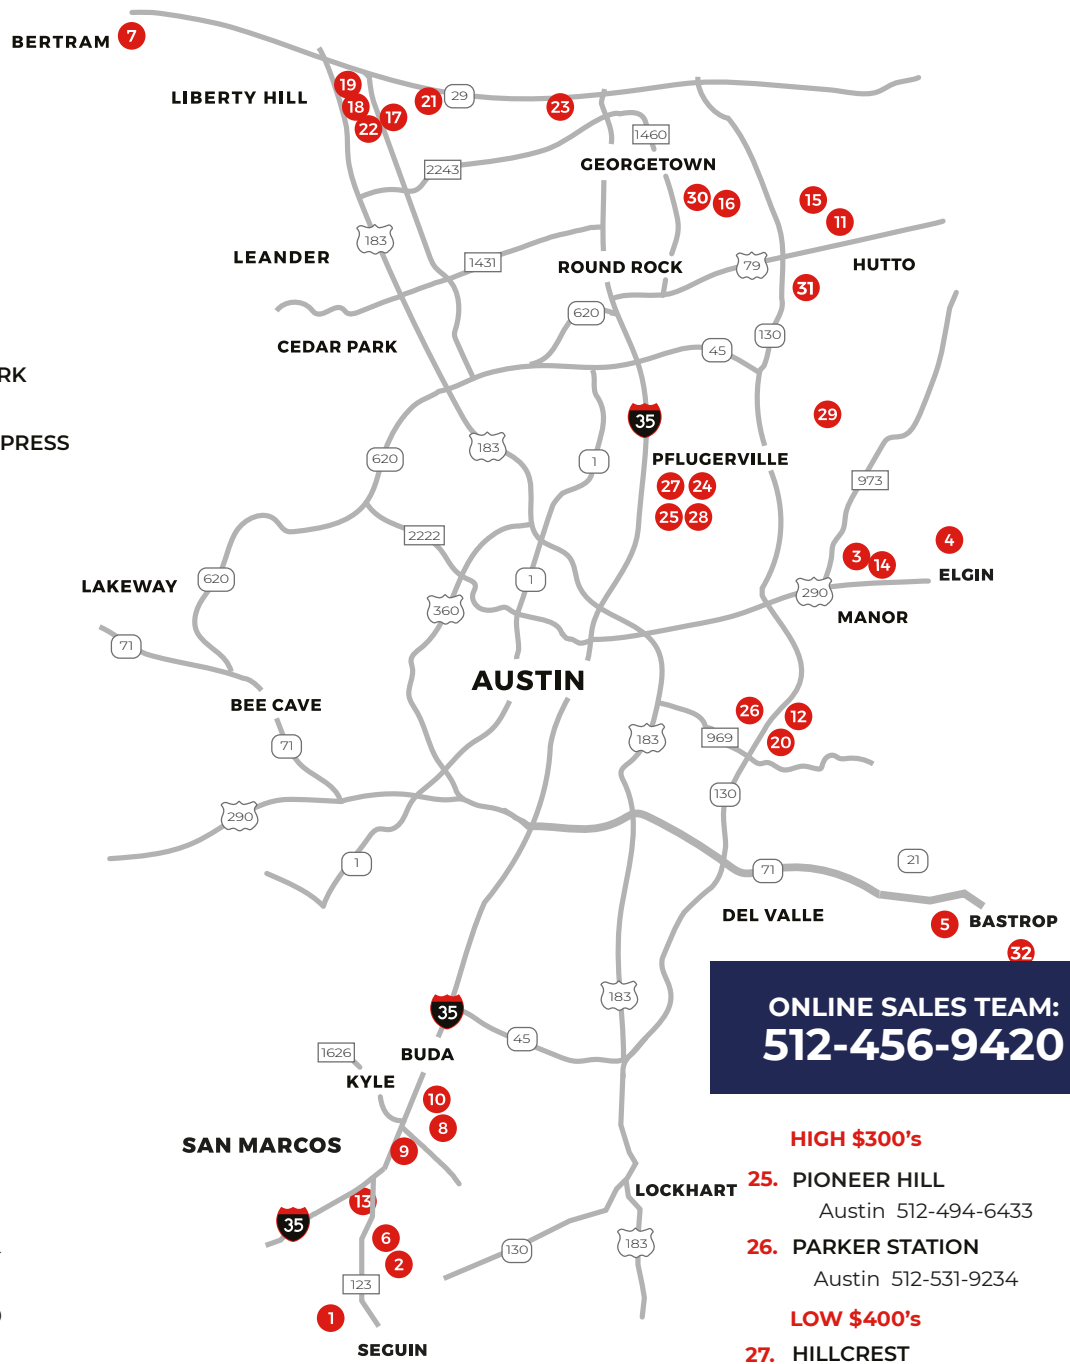 BERTRAM 7
19
LIBERTY HILL
18
22
17
21
29
23
1460
GEORGETOWN
2243
30
16
15
11
183
LEANDER
1431
ROUND ROCK
79
HUTTO
31
620
130
CEDAR PARK
45
RK
29
35
PRESS
183
620
1
PFLUGERVILLE
27
24
973
25
28
2222
4
3
14
ELGIN
LAKEWAY
620
1
290
360
MANOR
71
AUSTIN
BEE CAVE
26
12
183
969
20
71
130
290
1
21
71
DEL VALLE
5
BASTROP
32
183
35
ONLINE SALES TEAM:
512-456-9420
45
1626
BUDA
KYLE
10
8
SAN MARCOS
9
HIGH $300's
25. PIONEER HILL
Austin 512-494-6433
LOCKHART
13
35
6
2
130
183
26. PARKER STATION
Austin 512-531-9234
123
1
SEGUIN
LOW $400's
27. HILLCREST